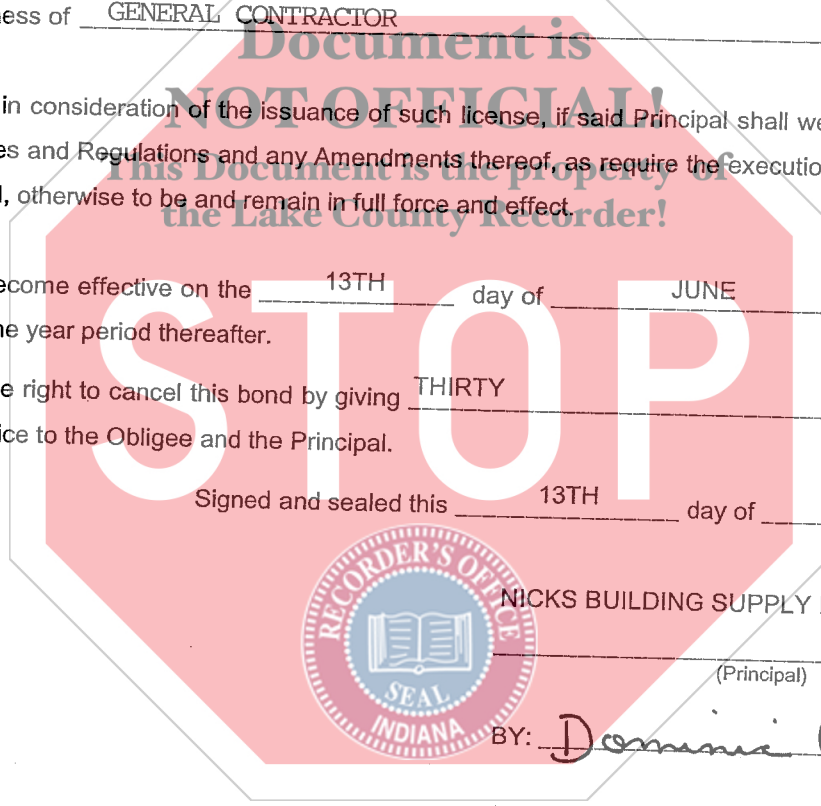 ess of GENERAL CONTRACTOR
Document is
NOT OFFICIAL!
in consideration of the issuance of such license, if said Principal shall we
es and Regulations and any Amendments thereof, as require the executio
This Document is the property of
, otherwise to be and remain in full force and effect.
the Lake County Recorder!
ecome effective on the 13TH day of JUNE
e year period thereafter.
e right to cancel this bond by giving THIRTY
ice to the Obligee and the Principal.
STOP
Signed and sealed this 13TH day of
RECORDER'S OFFICE
SEAL
INDIANA
NICKS BUILDING SUPPLY
(Principal)
BY: Dominic